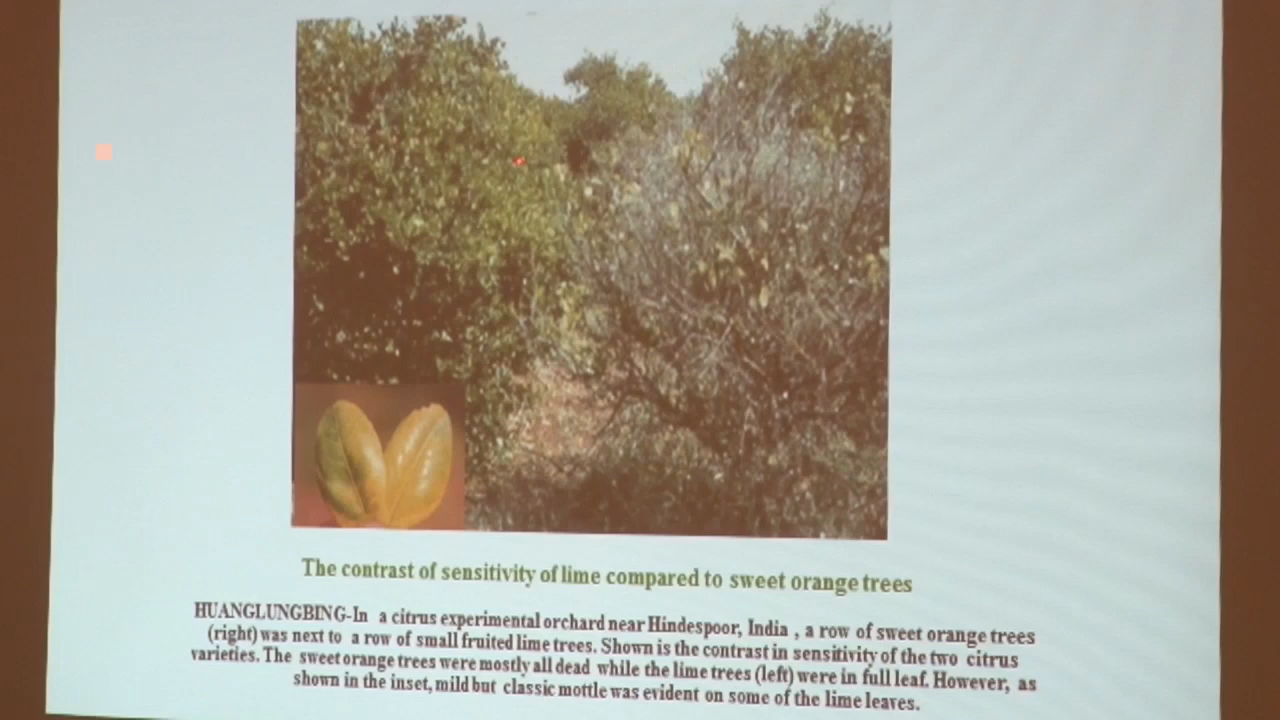 The contrast of sensitivity of lime compared to sweet orange trees
HUANGLUNGBING-In a citrus experimental orchard near Hindespoor, India , a row of sweet orange trees
(right) was next to a row of small fruited lime trees. Shown is the contrast in sensitivity of the two citrus
varieties. The sweet orange trees were mostly all dead while the lime trees (left) were in full leaf. However, as
shown in the inset, mild but classic mottle was evident on some of the lime leaves.